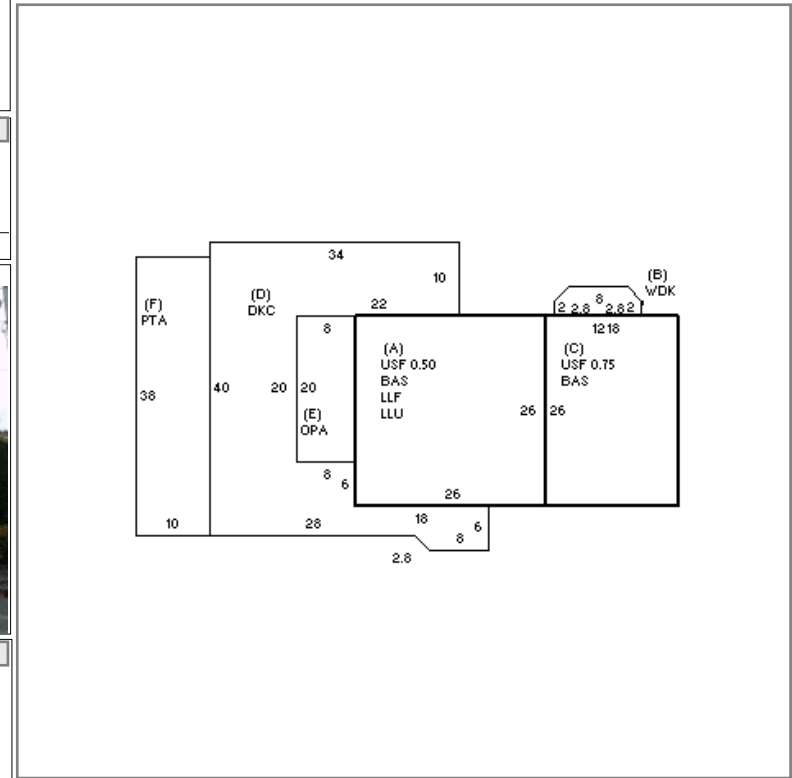 34
10
(B)
WDK
(D)
DKC
(F)
PTA
22
8
2 2.8 2.8 2
8
12 18
(A)
USF 0.50
BAS
LLF
LLU
(C)
USF 0.75
BAS
38
40
20
20
(E)
OPA
26
26
8
6
26
10
28
18
6
8
2.8